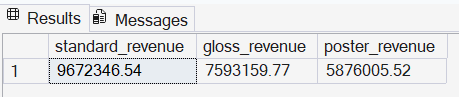 Results Messages
standard_revenue gloss_revenue poster_revenue
1 9672346.54 7593159.77 5876005.52